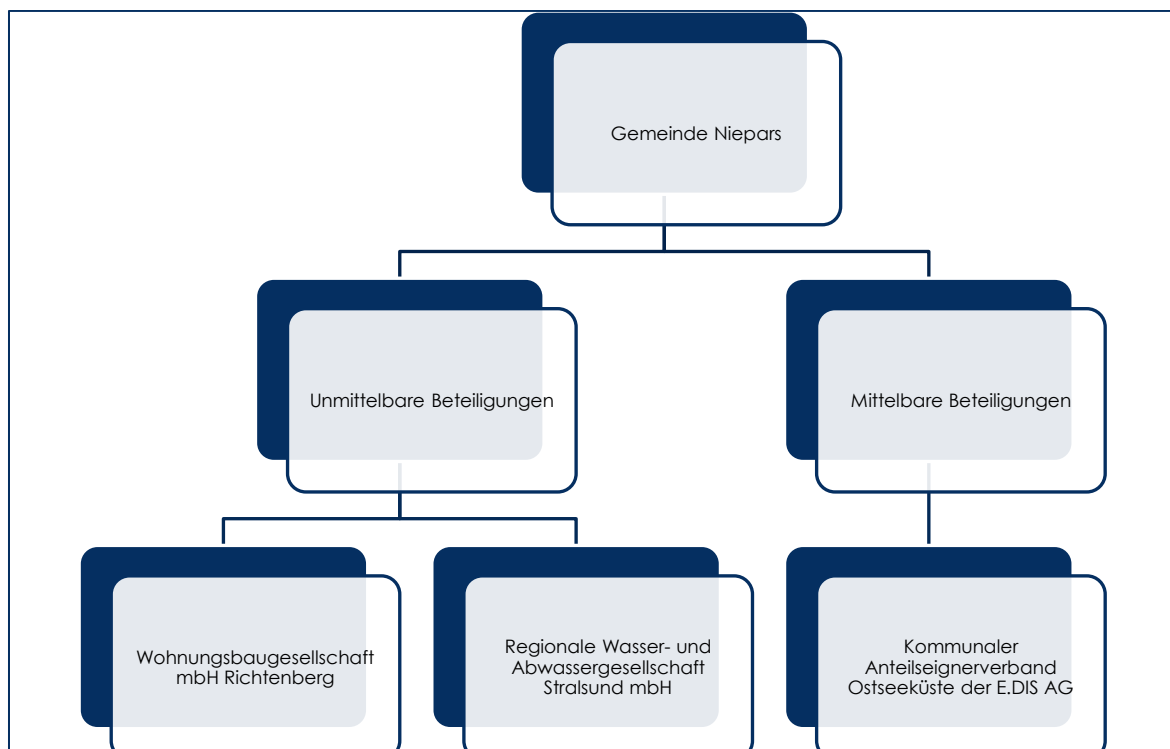 Gemeinde Niepars
Unmittelbare Beteiligungen
Mittelbare Beteiligungen
Wohnungsbaugesellschaft
mbH Richtenberg
Regionale Wasser- und
Abwassergesellschaft
Stralsund mbH
Kommunaler
Anteilseignerverband
Ostseeküste der E.DIS AG